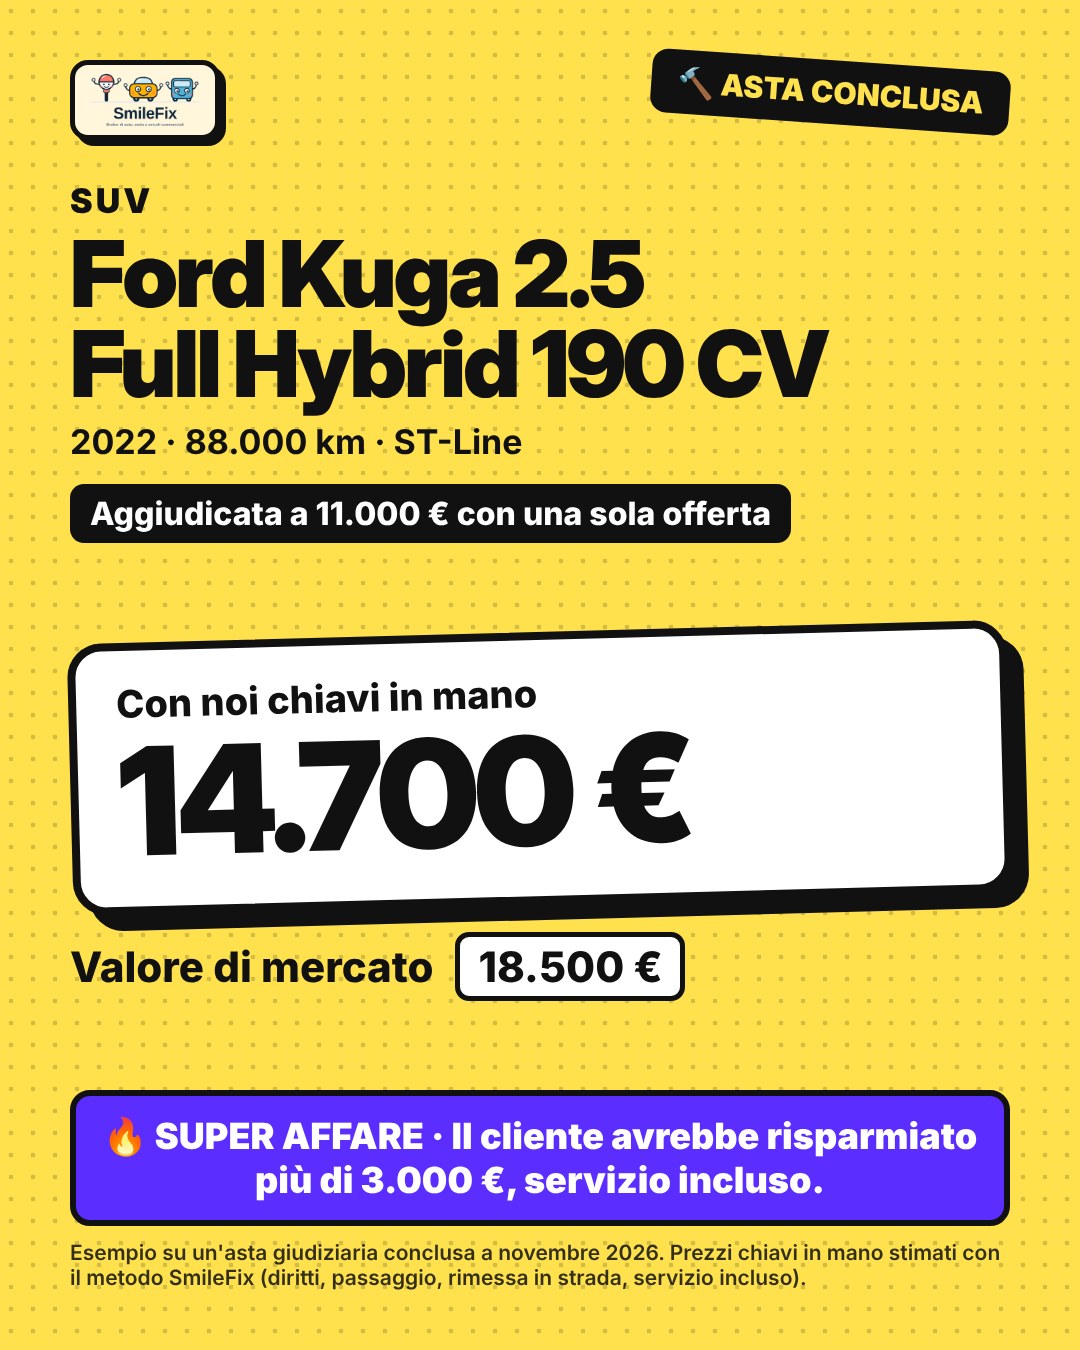 SmileFix
🔨 ASTA CONCLUSA
SUV
Ford Kuga 2.5
Full Hybrid 190 CV
2022 · 88.000 km · ST-Line
Aggiudicata a 11.000 € con una sola offerta
Con noi chiavi in mano
14.700 €
Valore di mercato 18.500 €
🔥 SUPER AFFARE · Il cliente avrebbe risparmiato
più di 3.000 €, servizio incluso.
Esempio su un'asta giudiziaria conclusa a novembre 2026. Prezzi chiavi in mano stimati con
il metodo SmileFix (diritti, passaggio, rimessa in strada, servizio incluso).